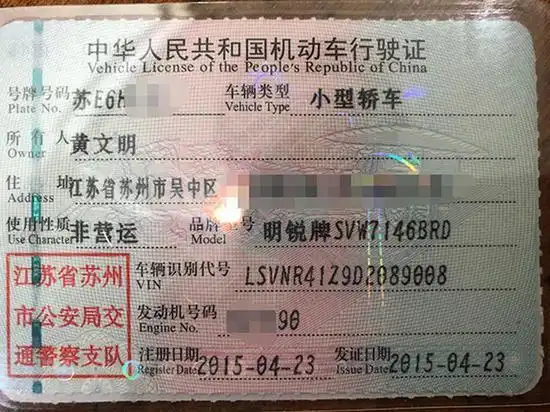 中华人民共和国机动车行驶证
Vehicle License of the People's Republic of China
号牌号码 苏E6H 车辆类型 小型轿车
Plate No. Vehicle Type
所有人 黄文明
Owner
住址 江苏省苏州市吴中区
Address
使用性质 非营运 品牌型号 明锐牌SVW7146BRD
Use Character Model
江苏省苏州 车辆识别代号 LSVNR41Z9D2089008
VIN
市公安局交 发动机号码 90
Engine No.
通警察支队 注册日期 2015-04-23 发证日期 2015-04-23
Register Date Issue Date